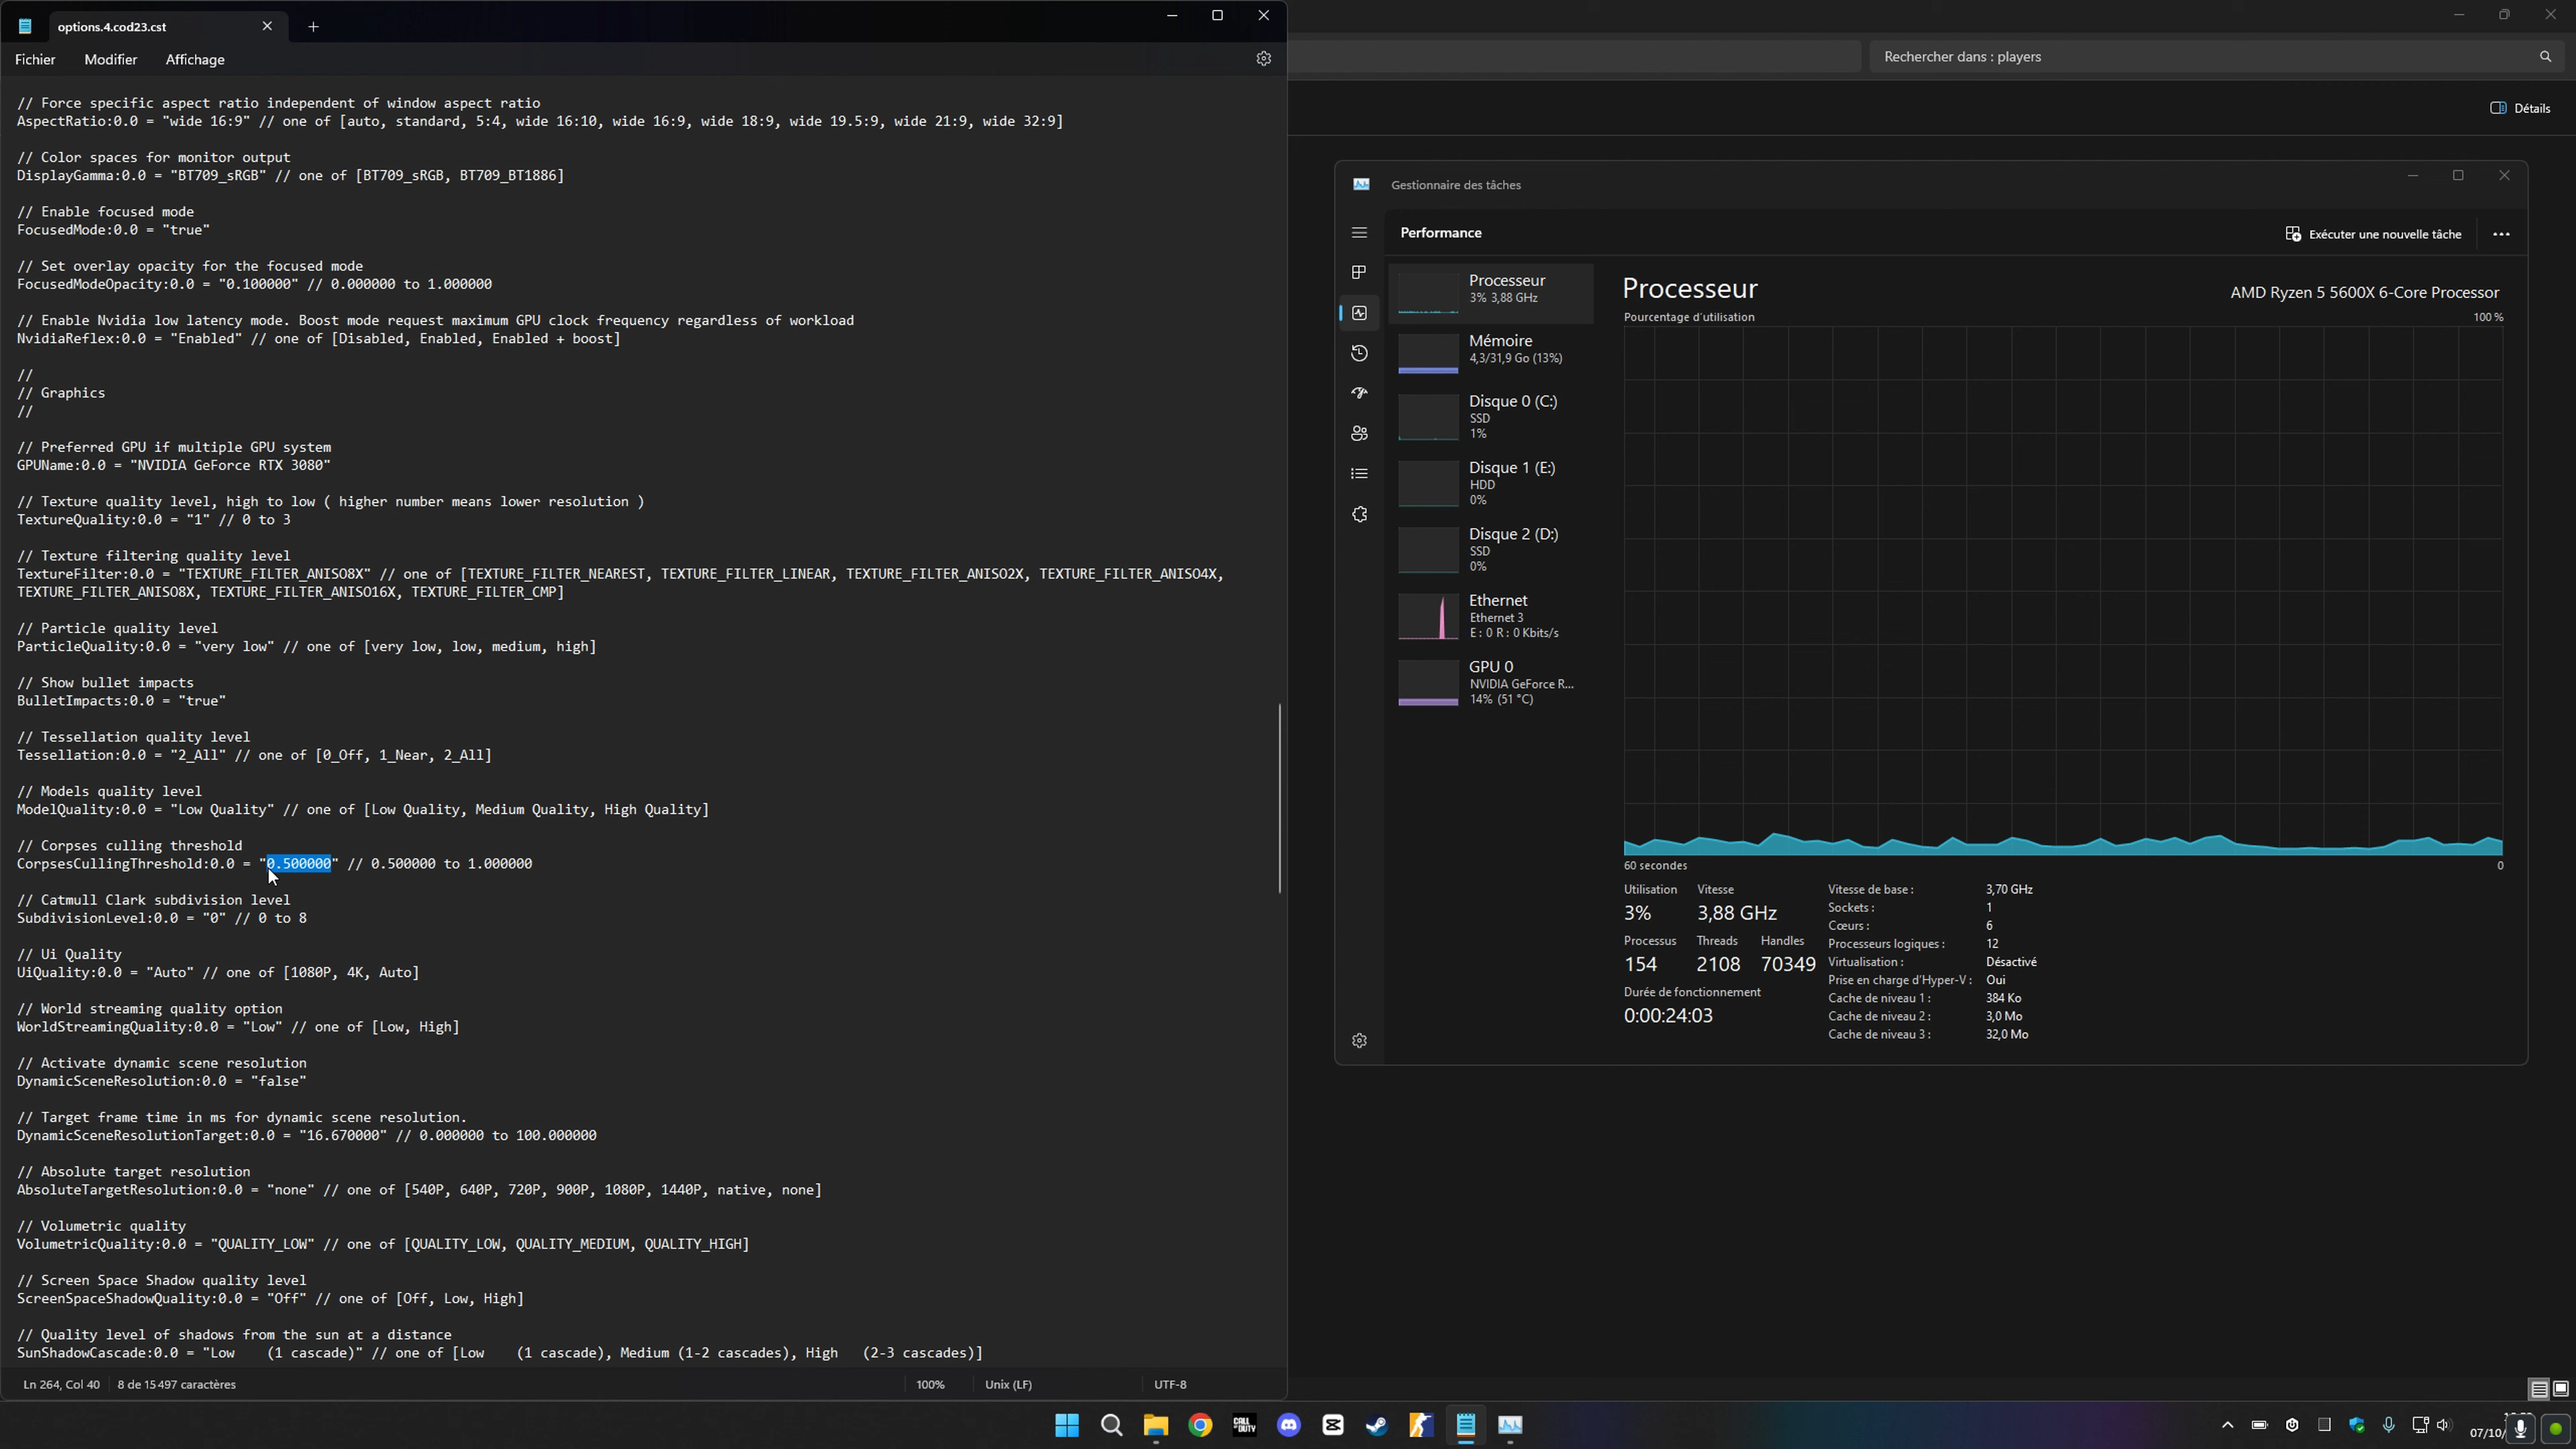 options.4.cod23.cst
Fichier Modifier Affichage
// Force specific aspect ratio independent of window aspect ratio
AspectRatio:0.0 = "wide 16:9" // one of [auto, standard, 5:4, wide 16:10, wide 16:9, wide 18:9, wide 19.5:9, wide 21:9, wide 32:9]
// Color spaces for monitor output
DisplayGamma:0.0 = "BT709_sRGB" // one of [BT709_sRGB, BT709_BT1886]
// Enable focused mode
FocusedMode:0.0 = "true"
// Set overlay opacity for the focused mode
FocusedModeOpacity:0.0 = "0.100000" // 0.000000 to 1.000000
// Enable Nvidia low latency mode. Boost mode request maximum GPU clock frequency regardless of workload
NvidiaReflex:0.0 = "Enabled" // one of [Disabled, Enabled, Enabled + boost]
//
// Graphics
//
// Preferred GPU if multiple GPU system
GPUName:0.0 = "NVIDIA GeForce RTX 3080"
// Texture quality level, high to low ( higher number means lower resolution )
TextureQuality:0.0 = "1" // 0 to 3
// Texture filtering quality level
TextureFilter:0.0 = "TEXTURE_FILTER_ANISO8X" // one of [TEXTURE_FILTER_NEAREST, TEXTURE_FILTER_LINEAR, TEXTURE_FILTER_ANISO2X, TEXTURE_FILTER_ANISO4X,
TEXTURE_FILTER_ANISO8X, TEXTURE_FILTER_ANISO16X, TEXTURE_FILTER_CMP]
// Particle quality level
ParticleQuality:0.0 = "very low" // one of [very low, low, medium, high]
// Show bullet impacts
BulletImpacts:0.0 = "true"
// Tessellation quality level
Tessellation:0.0 = "2_All" // one of [0_Off, 1_Near, 2_All]
// Models quality level
ModelQuality:0.0 = "Low Quality" // one of [Low Quality, Medium Quality, High Quality]
// Corpses culling threshold
CorpsesCullingThreshold:0.0 = "0.500000" // 0.500000 to 1.000000
// Catmull Clark subdivision level
SubdivisionLevel:0.0 = "0" // 0 to 8
// Ui Quality
UiQuality:0.0 = "Auto" // one of [1080P, 4K, Auto]
// World streaming quality option
WorldStreamingQuality:0.0 = "Low" // one of [Low, High]
// Activate dynamic scene resolution
DynamicSceneResolution:0.0 = "false"
// Target frame time in ms for dynamic scene resolution.
DynamicSceneResolutionTarget:0.0 = "16.670000" // 0.000000 to 100.000000
// Absolute target resolution
AbsoluteTargetResolution:0.0 = "none" // one of [540P, 640P, 720P, 900P, 1080P, 1440P, native, none]
// Volumetric quality
VolumetricQuality:0.0 = "QUALITY_LOW" // one of [QUALITY_LOW, QUALITY_MEDIUM, QUALITY_HIGH]
// Screen Space Shadow quality level
ScreenSpaceShadowQuality:0.0 = "Off" // one of [Off, Low, High]
// Quality level of shadows from the sun at a distance
SunShadowCascade:0.0 = "Low    (1 cascade)" // one of [Low    (1 cascade), Medium (1-2 cascades), High   (2-3 cascades)]
Ln 264, Col 40 8 de 15 497 caractères 100% Unix (LF) UTF-8
Rechercher dans : players
Détails
Gestionnaire des tâches
Performance Exécuter une nouvelle tâche
Processeur
3% 3,88 GHz
Mémoire
4,3/31,9 Go (13%)
Disque 0 (C:)
SSD
1%
Disque 1 (E:)
HDD
0%
Disque 2 (D:)
SSD
0%
Ethernet
Ethernet 3
E : 0 R : 0 Kbits/s
GPU 0
NVIDIA GeForce R...
14% (51 °C)
Processeur AMD Ryzen 5 5600X 6-Core Processor
Pourcentage d'utilisation 100 %
60 secondes 0
Utilisation Vitesse
3% 3,88 GHz
Processus Threads Handles
154 2108 70349
Durée de fonctionnement
0:00:24:03
Vitesse de base : 3,70 GHz
Sockets : 1
Cœurs : 6
Processeurs logiques : 12
Virtualisation : Désactivé
Prise en charge d'Hyper-V : Oui
Cache de niveau 1 : 384 Ko
Cache de niveau 2 : 3,0 Mo
Cache de niveau 3 : 32,0 Mo
CALL OF DUTY
07/10/